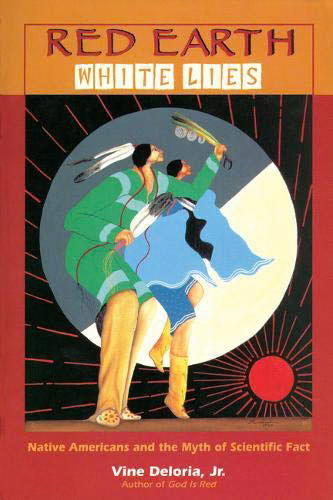 RED EARTH
WHITE LIES
Native Americans and the Myth of Scientific Fact
Vine Deloria, Jr.
Author of God Is Red